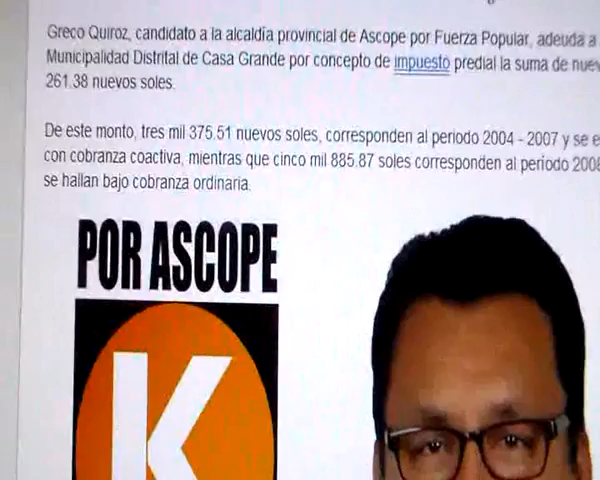 Greco Quiroz, candidato a la alcaldía provincial de Ascope por Fuerza Popular, adeuda a
Municipalidad Distrital de Casa Grande por concepto de impuesto predial la suma de
261.38 nuevos soles.
De este monto, tres mil 375.51 nuevos soles, corresponden al periodo 2004 - 2007 y se
con cobranza coactiva, mientras que cinco mil 885.87 soles corresponden al periodo 2008
se hallan bajo cobranza ordinaria.
POR ASCOPE
K